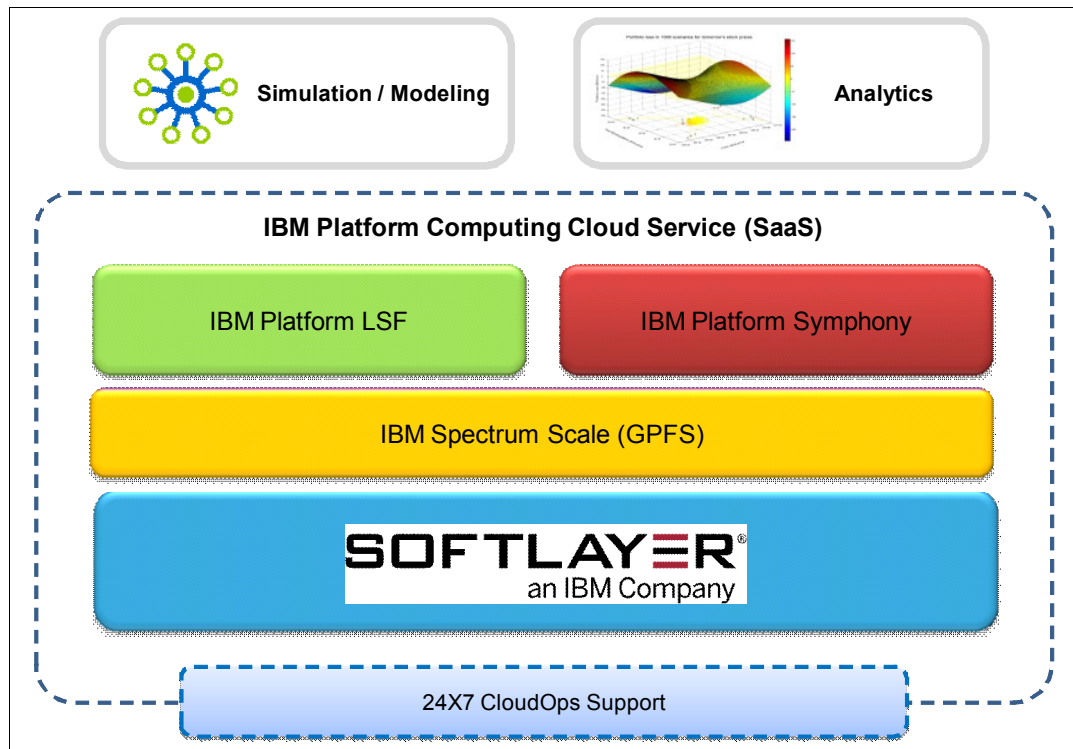 Simulation / Modeling
Analytics
IBM Platform Computing Cloud Service (SaaS)
IBM Platform LSF
IBM Platform Symphony
IBM Spectrum Scale (GPFS)
SOFTLAYER®
an IBM Company
24X7 CloudOps Support